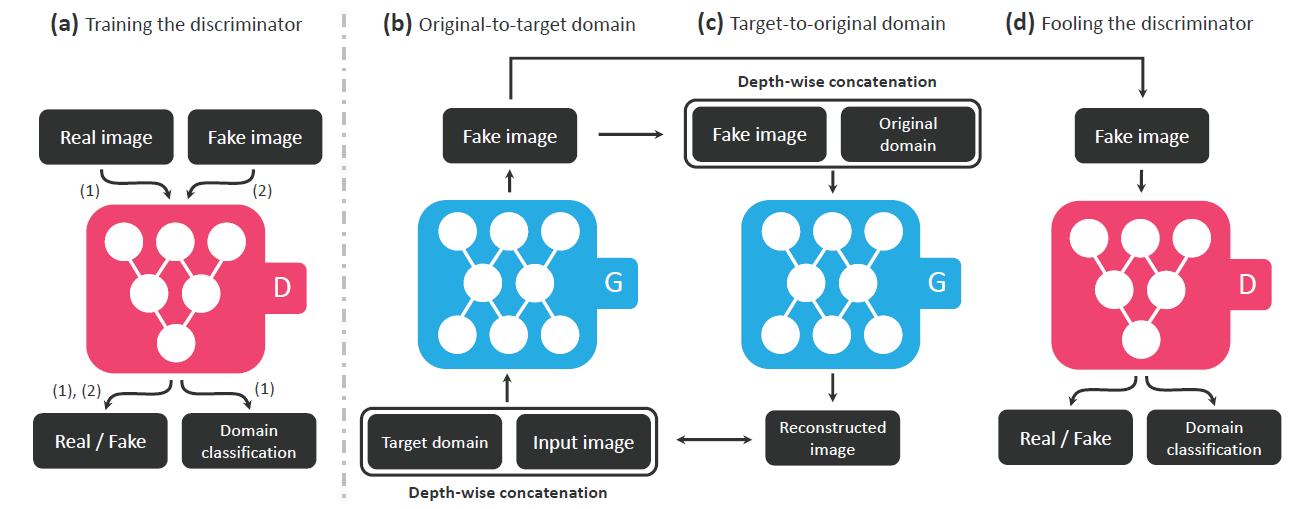 (a) Training the discriminator
Real image
Fake image
(1)
(2)
D
(1), (2)
(1)
Real / Fake
Domain
classification
(b) Original-to-target domain
Fake image
G
Target domain
Input image
Depth-wise concatenation
(c) Target-to-original domain
Depth-wise concatenation
Fake image
Original
domain
G
Reconstructed
image
(d) Fooling the discriminator
Fake image
D
Real / Fake
Domain
classification